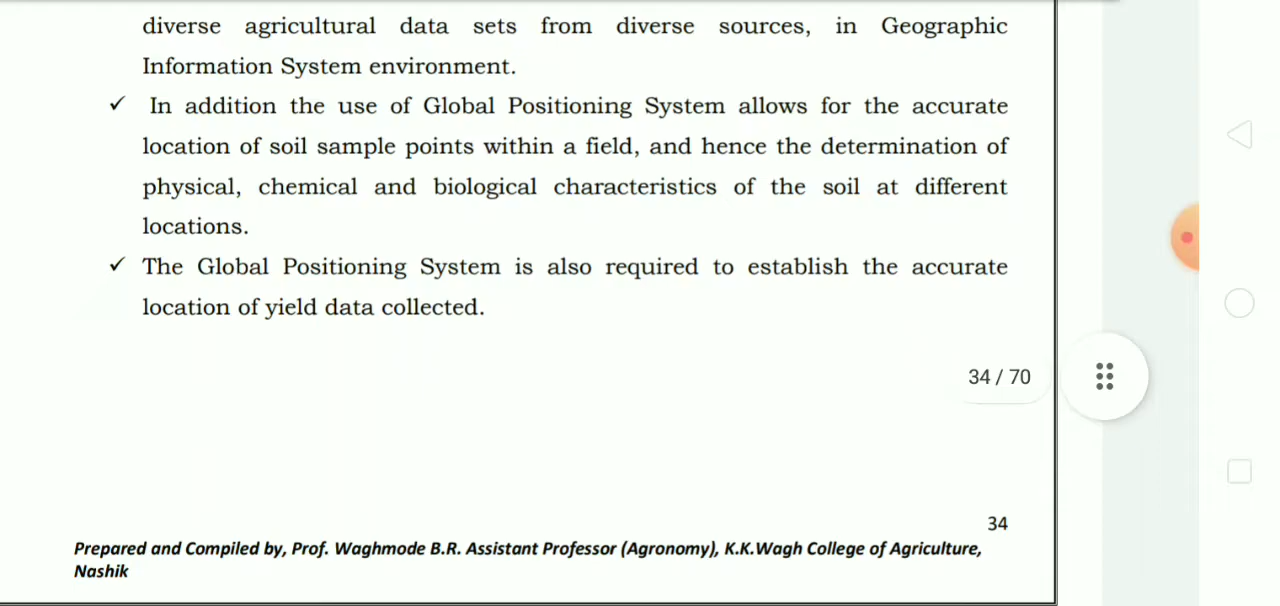 diverse agricultural data sets from diverse sources, in Geographic
Information System environment.
✓ In addition the use of Global Positioning System allows for the accurate
location of soil sample points within a field, and hence the determination of
physical, chemical and biological characteristics of the soil at different
locations.
✓ The Global Positioning System is also required to establish the accurate
location of yield data collected.
34 / 70
34
Prepared and Compiled by, Prof. Waghmode B.R. Assistant Professor (Agronomy), K.K.Wagh College of Agriculture,
Nashik